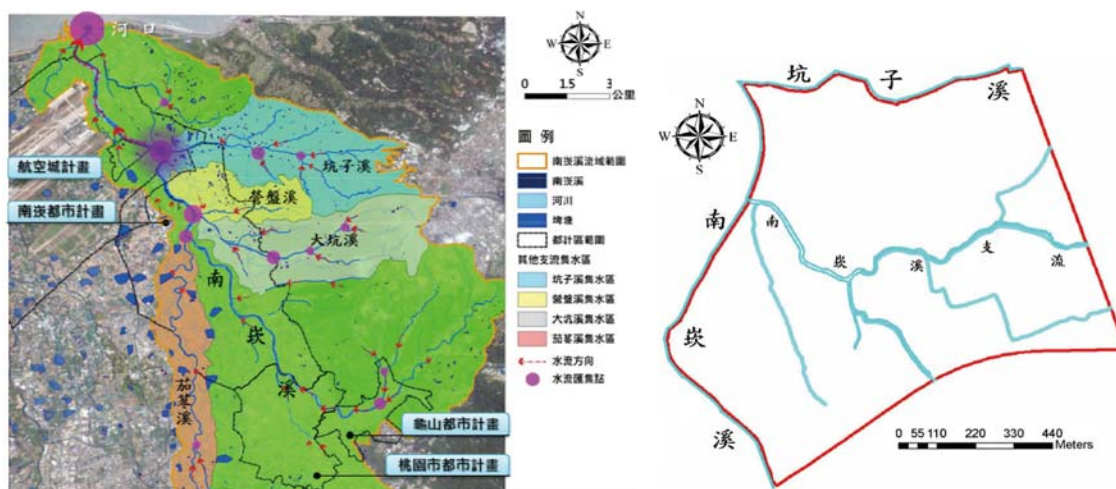 河口
坑子溪
營盤溪
大坑溪
南崁溪
茄苳溪
航空城計畫
南崁都市計畫
龜山都市計畫
桃園市都市計畫
N
W E
S
0 1.5 3
公里
圖例
南崁溪流域範圍
南崁溪
河川
埤塘
都計區範圍
其他支流集水區
坑子溪集水區
營盤溪集水區
大坑溪集水區
茄苳溪集水區
水流方向
水流匯集點
坑子溪
N
W E
S
南崁溪
南崁溪支流
0 55 110 220 330 440
Meters